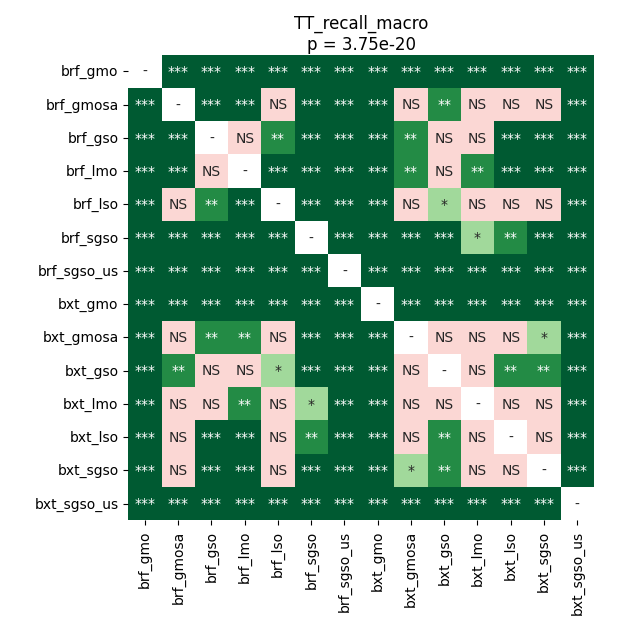 TT_recall_macro
p = 3.75e-20
brf_gmo - *** *** *** *** *** *** *** *** *** *** *** *** ***
brf_gmosa *** - *** *** NS *** *** *** NS ** NS NS NS ***
brf_gso *** *** - NS ** *** *** *** ** NS NS *** *** ***
brf_lmo *** *** NS - *** *** *** *** ** NS ** *** *** ***
brf_lso *** NS ** *** - *** *** *** NS * NS NS NS ***
brf_sgso *** *** *** *** *** - *** *** *** *** * ** *** ***
brf_sgso_us *** *** *** *** *** *** - *** *** *** *** *** *** ***
bxt_gmo *** *** *** *** *** *** *** - *** *** *** *** *** ***
bxt_gmosa *** NS ** ** NS *** *** *** - NS NS NS * ***
bxt_gso *** ** NS NS * *** *** *** NS - NS ** ** ***
bxt_lmo *** NS NS ** NS * *** *** NS NS - NS NS ***
bxt_lso *** NS *** *** NS ** *** *** NS ** NS - NS ***
bxt_sgso *** NS *** *** NS *** *** *** * ** NS NS - ***
bxt_sgso_us *** *** *** *** *** *** *** *** *** *** *** *** *** -
brf_gmo brf_gmosa brf_gso brf_lmo brf_lso brf_sgso brf_sgso_us bxt_gmo bxt_gmosa bxt_gso bxt_lmo bxt_lso bxt_sgso bxt_sgso_us